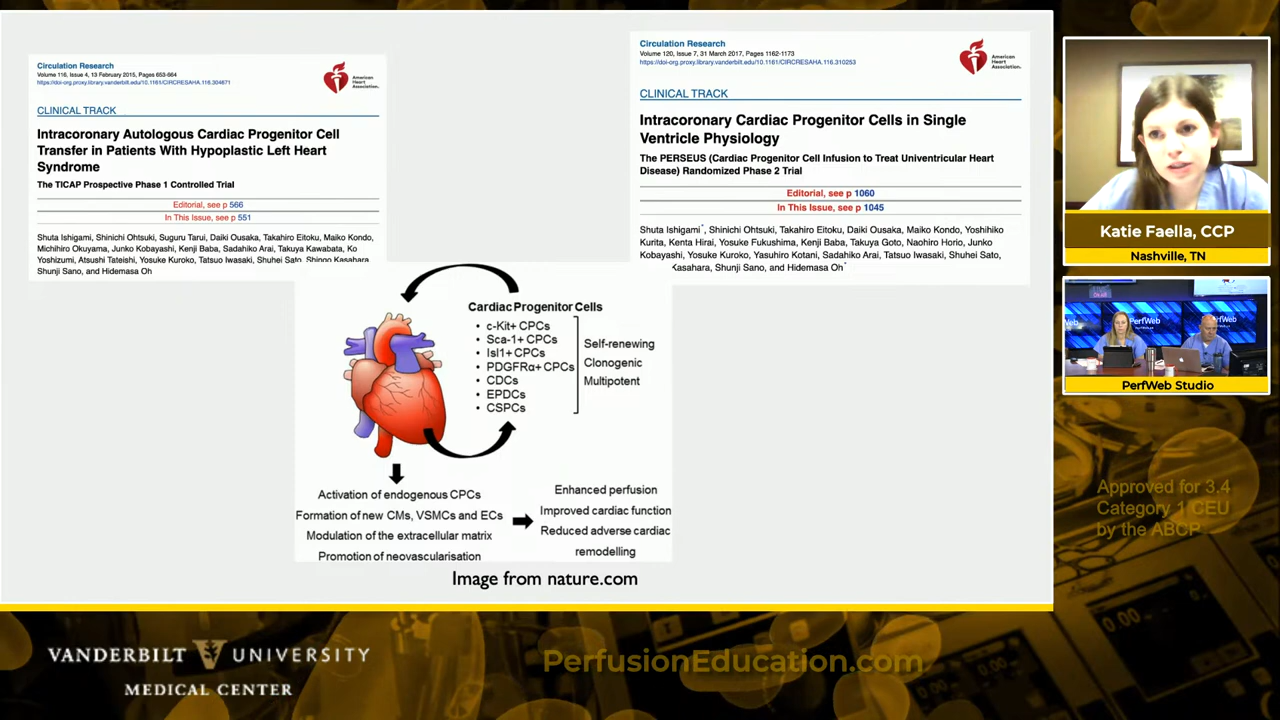 Circulation Research
Volume 116, Issue 4, 13 February 2015, Pages 653-664
https://doi-org.proxy.library.vanderbilt.edu/10.1161/CIRCRESAHA.116.304671
American
Heart
Association.
CLINICAL TRACK
Intracoronary Autologous Cardiac Progenitor Cell
Transfer in Patients With Hypoplastic Left Heart
Syndrome
The TICAP Prospective Phase 1 Controlled Trial
Editorial, see p 566
In This Issue, see p 551
Shuta Ishigami, Shinichi Ohtsuki, Suguru Tarui, Daiki Ousaka, Takahiro Eitoku, Maiko Kondo,
Michihiro Okuyama, Junko Kobayashi, Kenji Baba, Sadahiko Arai, Takuya Kawabata, Ko
Yoshizumi, Atsushi Tateishi, Yosuke Kuroko, Tatsuo Iwasaki, Shuhei Sato, Shingo Kasahara,
Shunji Sano, and Hidemasa Oh
Circulation Research
Volume 120, Issue 7, 31 March 2017, Pages 1162-1173
https://doi-org.proxy.library.vanderbilt.edu/10.1161/CIRCRESAHA.116.310253
American
Heart
Association.
CLINICAL TRACK
Intracoronary Cardiac Progenitor Cells in Single
Ventricle Physiology
The PERSEUS (Cardiac Progenitor Cell Infusion to Treat Univentricular Heart
Disease) Randomized Phase 2 Trial
Editorial, see p 1060
In This Issue, see p 1045
Shuta Ishigami*, Shinichi Ohtsuki, Takahiro Eitoku, Daiki Ousaka, Maiko Kondo, Yoshihiko
Kurita, Kenta Hirai, Yosuke Fukushima, Kenji Baba, Takuya Goto, Naohiro Horio, Junko
Kobayashi, Yosuke Kuroko, Yasuhiro Kotani, Sadahiko Arai, Tatsuo Iwasaki, Shuhei Sato,
Kasahara, Shunji Sano, and Hidemasa Oh*
Cardiac Progenitor Cells
• c-Kit+ CPCs
• Sca-1+ CPCs
• Isl1+ CPCs
• PDGFRα+ CPCs
• CDCs
• EPDCs
• CSPCs
Self-renewing
Clonogenic
Multipotent
Activation of endogenous CPCs
Formation of new CMs, VSMCs and ECs
Modulation of the extracellular matrix
Promotion of neovascularisation
Enhanced perfusion
Improved cardiac function
Reduced adverse cardiac
remodelling
Image from nature.com
Katie Faella, CCP
Nashville, TN
PerfWeb
PerfWeb Studio
Approved for 3.4
Category 1 CEU
by the ABCP
VANDERBILT UNIVERSITY
MEDICAL CENTER
PerfusionEducation.com